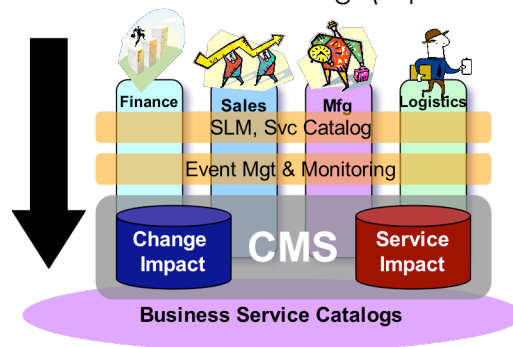 Finance
Sales
Mfg
Logistics
SLM, Svc Catalog
Event Mgt & Monitoring
Change
Impact
CMS
Service
Impact
Business Service Catalogs